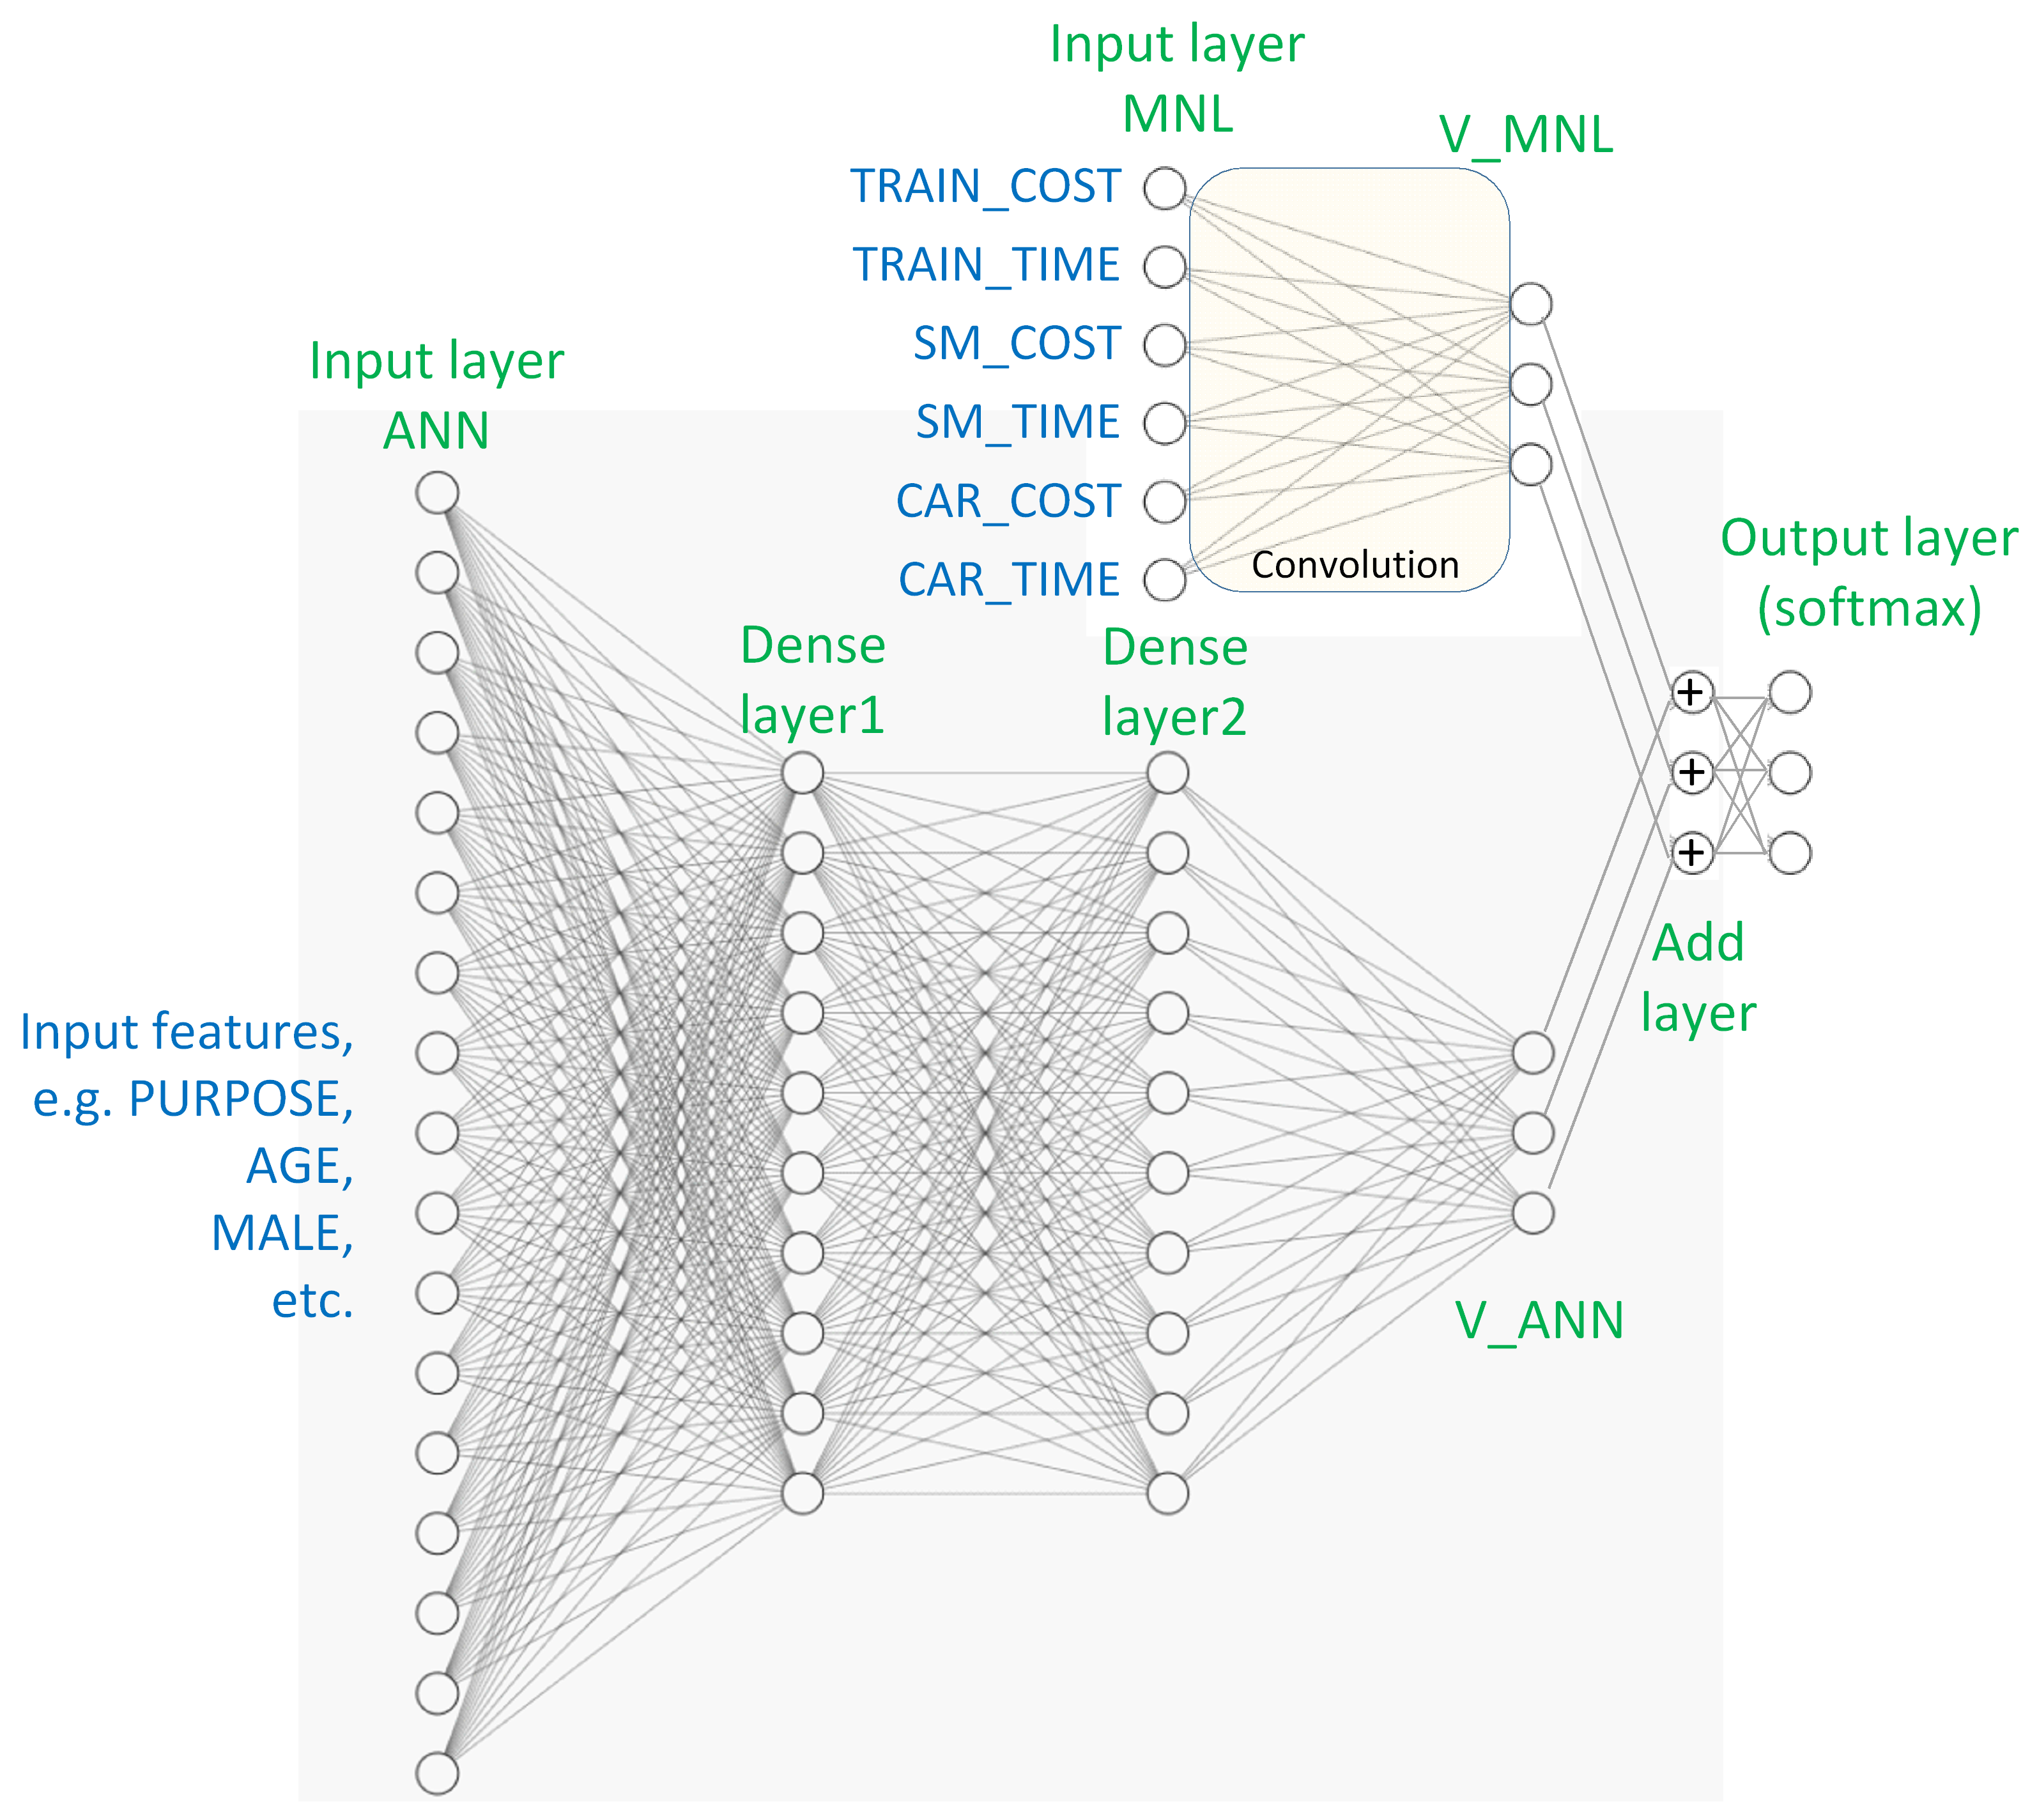 Input layer
MNL
V_MNL
TRAIN_COST
TRAIN_TIME
SM_COST
SM_TIME
CAR_COST
CAR_TIME
Convolution
Input layer
ANN
Dense
layer1
Dense
layer2
Output layer
(softmax)
+
+
+
Add
layer
Input features,
e.g. PURPOSE,
AGE,
MALE,
etc.
V_ANN